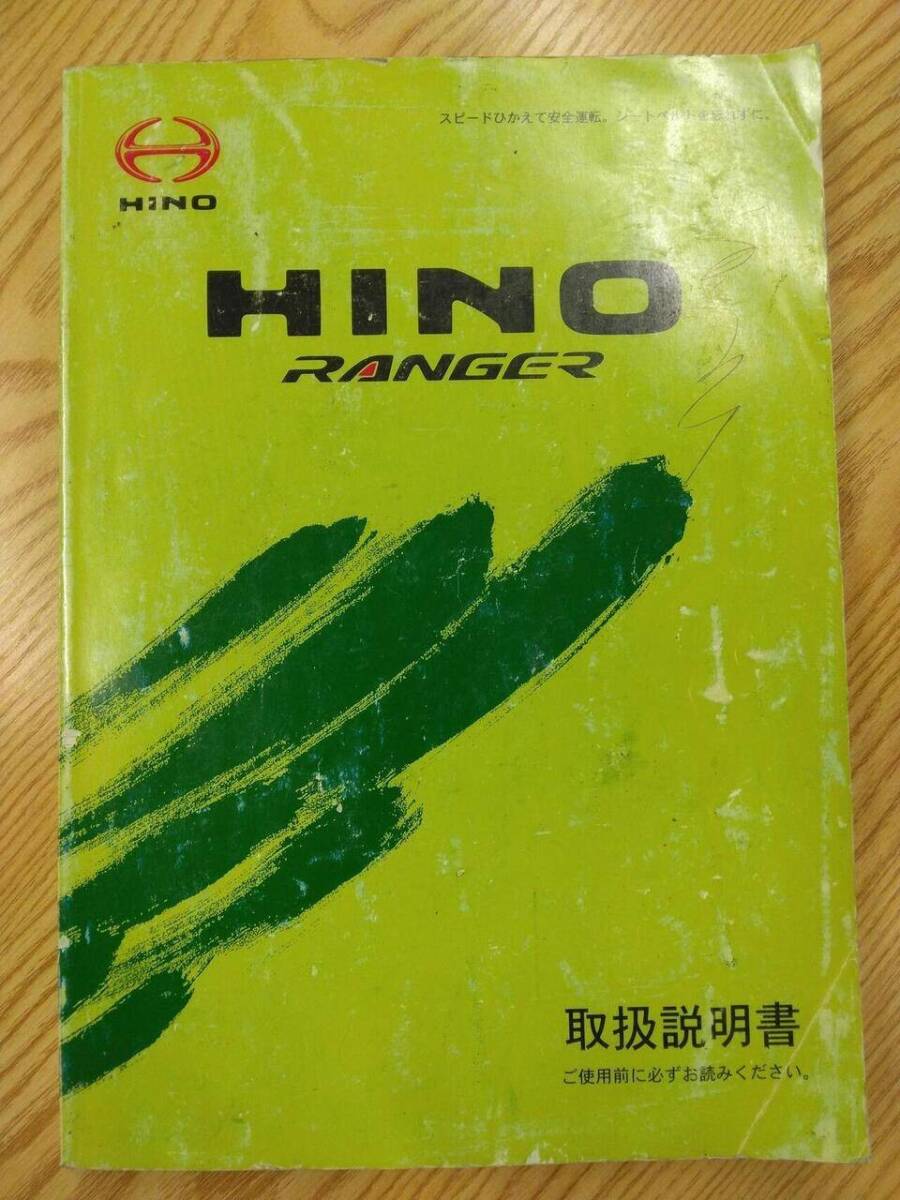 スピードひかえて安全運転。シートベルトを忘れずに。
HINO
HINO
RANGER
取扱説明書
ご使用前に必ずお読みください。